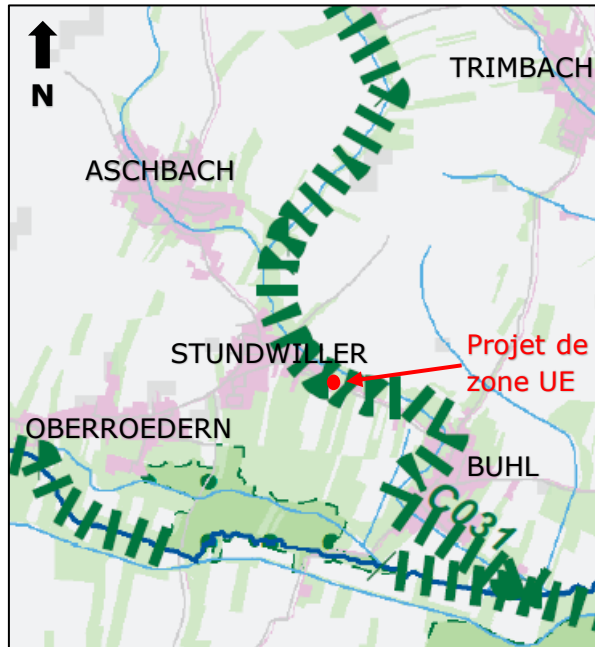 N
TRIMBACH
ASCHBACH
STUNDWILLER
Projet de
zone UE
OBERROEDERN
BUHL
C031